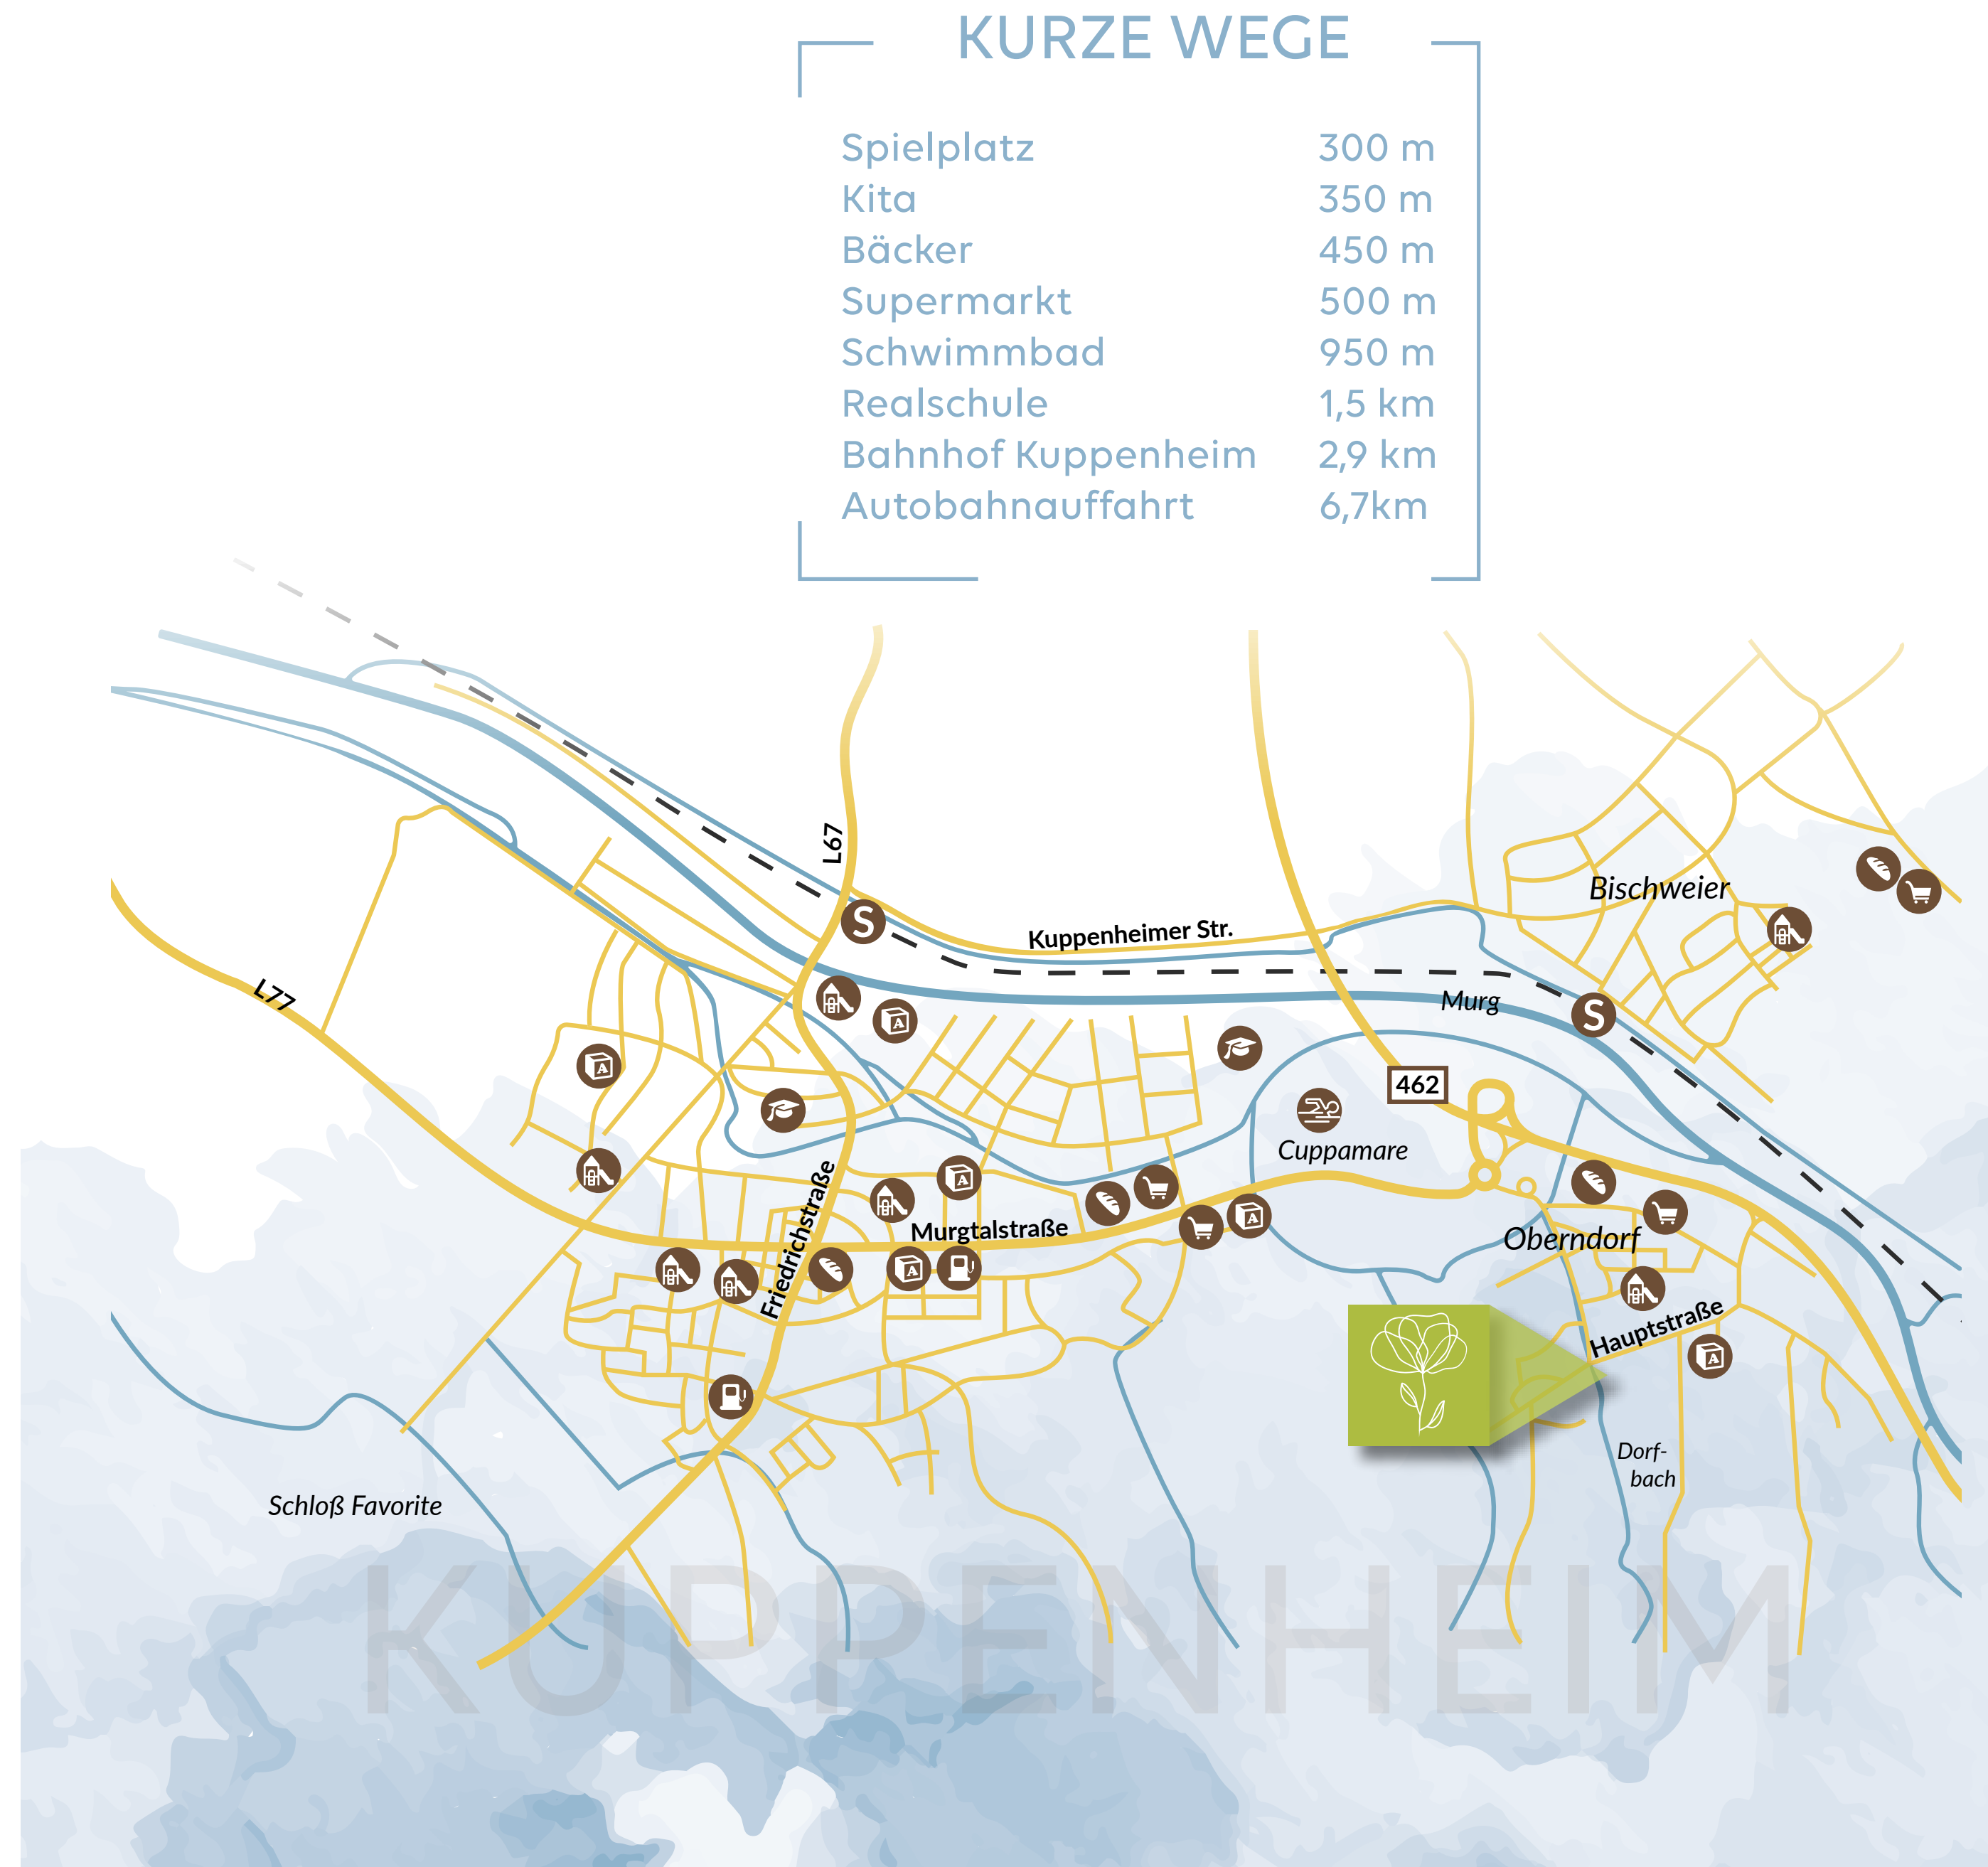 KURZE WEGE
Spielplatz 300 m
Kita 350 m
Bäcker 450 m
Supermarkt 500 m
Schwimmbad 950 m
Realschule 1,5 km
Bahnhof Kuppenheim 2,9 km
Autobahnauffahrt 6,7km
L67
Bischweier
S
Kuppenheimer Str.
L77
Murg
S
A
A
462
Cuppamare
A
Friedrichstraße
Murgtalstraße
A
Oberndorf
A
Hauptstraße
A
Dorf-
bach
Schloß Favorite
KUPPENHEIM